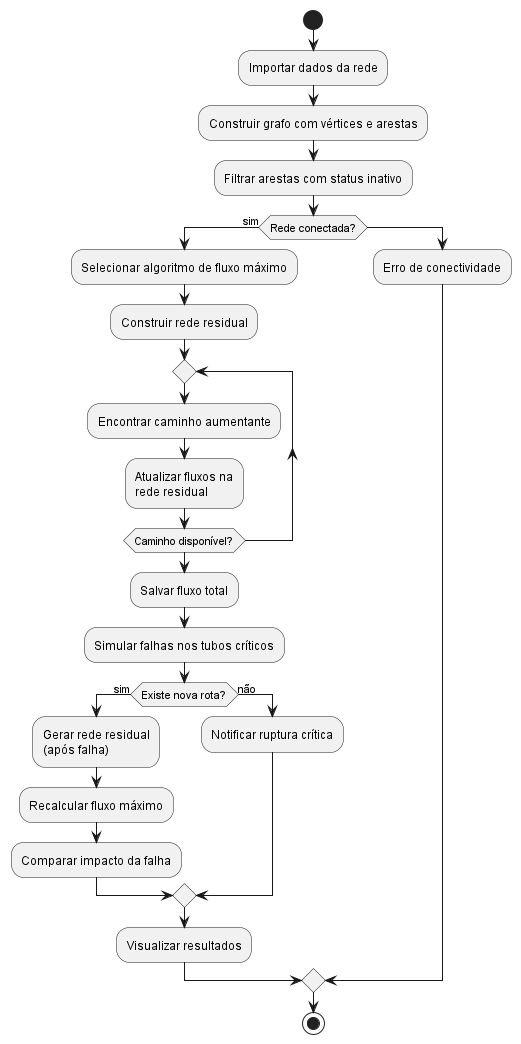 Importar dados da rede
Construir grafo com vértices e arestas
Filtrar arestas com status inativo
sim
Rede conectada?
Selecionar algoritmo de fluxo máximo
Erro de conectividade
Construir rede residual
Encontrar caminho aumentante
Atualizar fluxos na
rede residual
Caminho disponível?
Salvar fluxo total
Simular falhas nos tubos críticos
sim
Existe nova rota?
não
Gerar rede residual
(após falha)
Notificar ruptura crítica
Recalcular fluxo máximo
Comparar impacto da falha
Visualizar resultados